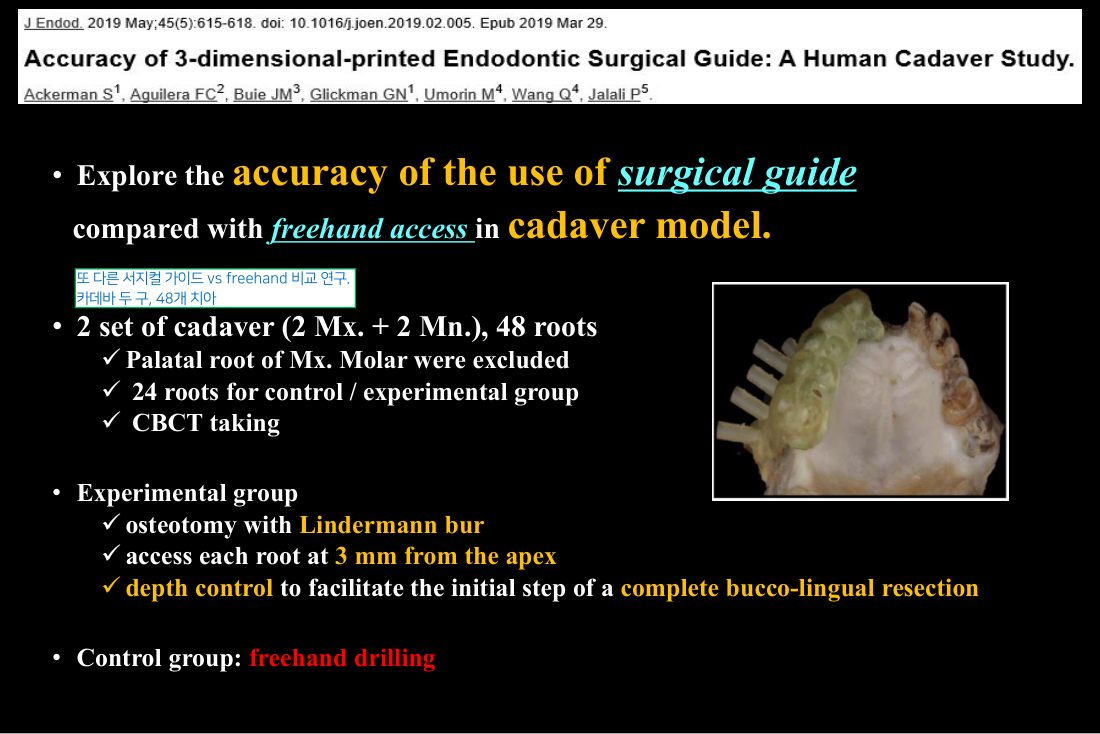 J Endod. 2019 May;45(5):615-618. doi: 10.1016/j.joen.2019.02.005. Epub 2019 Mar 29.
Accuracy of 3-dimensional-printed Endodontic Surgical Guide: A Human Cadaver Study.
Ackerman S1, Aguilera FC2, Buie JM3, Glickman GN1, Umorin M4, Wang Q4, Jalali P5.
• Explore the accuracy of the use of surgical guide
compared with freehand access in cadaver model.
또 다른 서지컬 가이드 vs freehand 비교 연구.
카데바 두 구, 48개 치아
• 2 set of cadaver (2 Mx. + 2 Mn.), 48 roots
✓ Palatal root of Mx. Molar were excluded
✓ 24 roots for control / experimental group
✓ CBCT taking
• Experimental group
✓ osteotomy with Lindermann bur
✓ access each root at 3 mm from the apex
✓ depth control to facilitate the initial step of a complete bucco-lingual resection
• Control group: freehand drilling